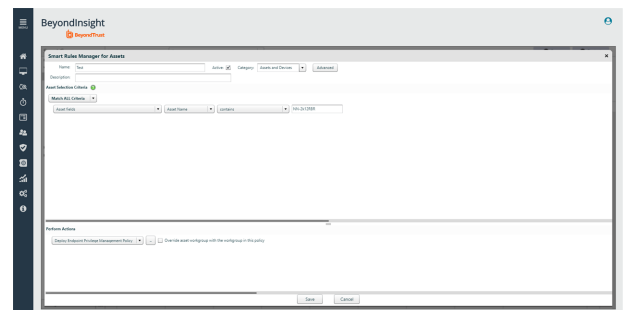 MENU
BeyondInsight
BeyondTrust
Smart Rules Manager for Assets
Name: Test Active: Category: Assets and Devices Advanced
Description:
Asset Selection Criteria
Match ALL Criteria
Asset fields Asset Name contains
Perform Actions
Deploy Endpoint Privilege Management Policy ... Override asset workgroup with the workgroup in this policy
Save Cancel